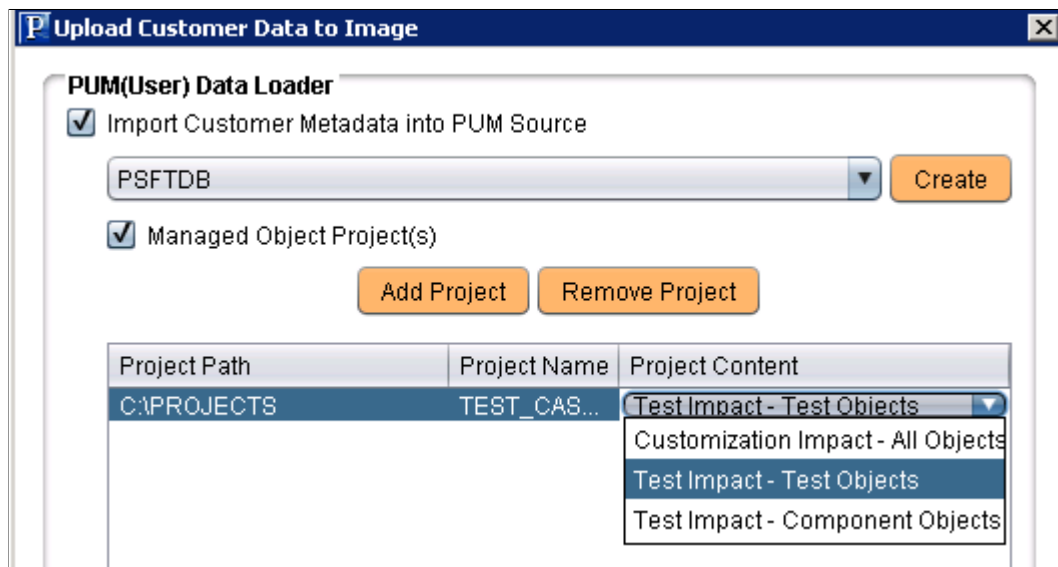 P Upload Customer Data to Image
PUM(User) Data Loader
Import Customer Metadata into PUM Source
PSFTDB Create
Managed Object Project(s)
Add Project Remove Project
Project Path Project Name Project Content
C:\PROJECTS TEST_CAS... Test Impact - Test Objects
Customization Impact - All Objects
Test Impact - Test Objects
Test Impact - Component Objects